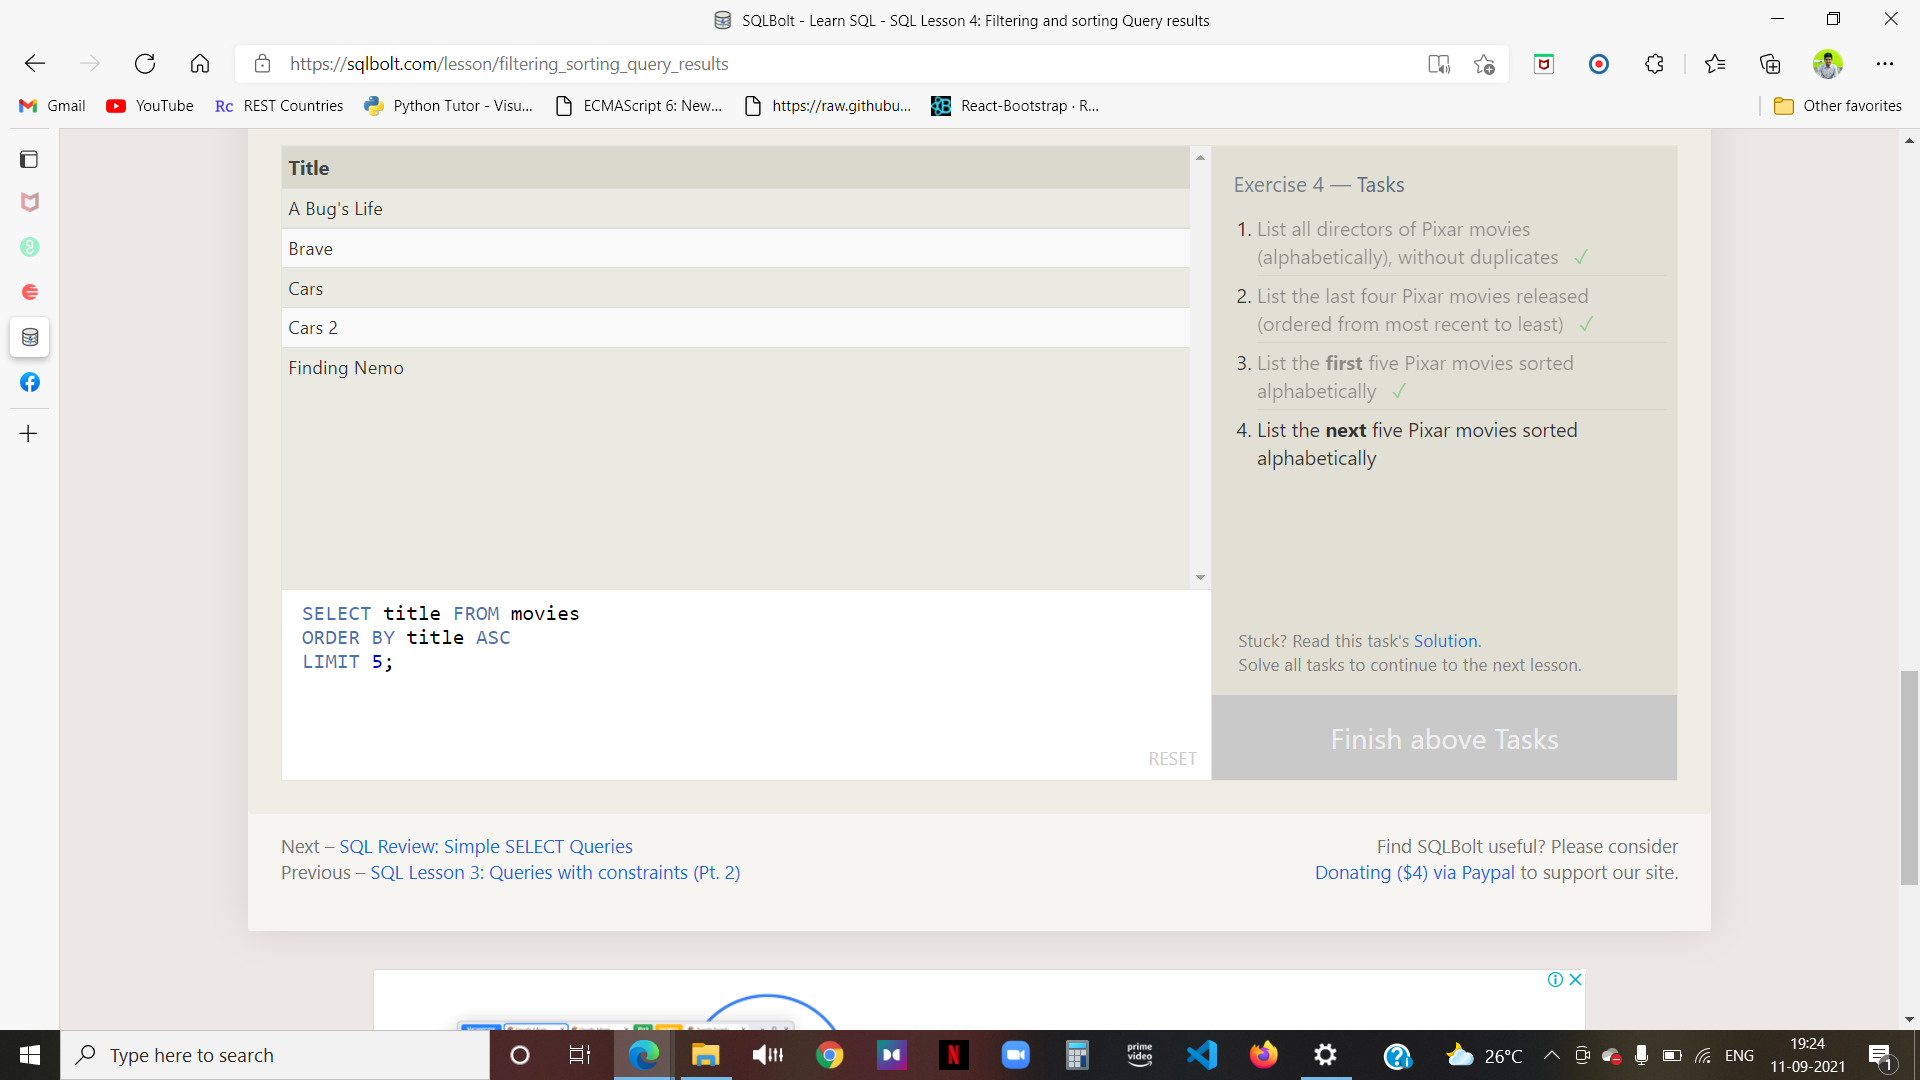 SQLBolt - Learn SQL - SQL Lesson 4: Filtering and sorting Query results
https://sqlbolt.com/lesson/filtering_sorting_query_results
Gmail YouTube Rc REST Countries Python Tutor - Visu... ECMAScript 6: New... https://raw.githubu... React-Bootstrap · R... Other favorites
Title
A Bug's Life
Brave
Cars
Cars 2
Finding Nemo
SELECT title FROM movies
ORDER BY title ASC
LIMIT 5;
RESET
Exercise 4 — Tasks
1. List all directors of Pixar movies
(alphabetically), without duplicates ✓
2. List the last four Pixar movies released
(ordered from most recent to least) ✓
3. List the first five Pixar movies sorted
alphabetically ✓
4. List the next five Pixar movies sorted
alphabetically
Stuck? Read this task's Solution.
Solve all tasks to continue to the next lesson.
Finish above Tasks
Next – SQL Review: Simple SELECT Queries
Previous – SQL Lesson 3: Queries with constraints (Pt. 2)
Find SQLBolt useful? Please consider
Donating ($4) via Paypal to support our site.
Type here to search
prime video
26°C
ENG
19:24
11-09-2021
1